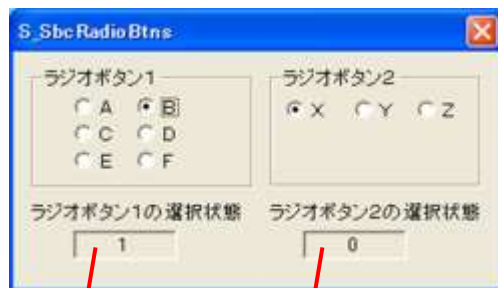 S_SbcRadioBtns
ラジオボタン1
A B
C D
E F
ラジオボタン2
X Y Z
ラジオボタン1の選択状態
1
ラジオボタン2の選択状態
0